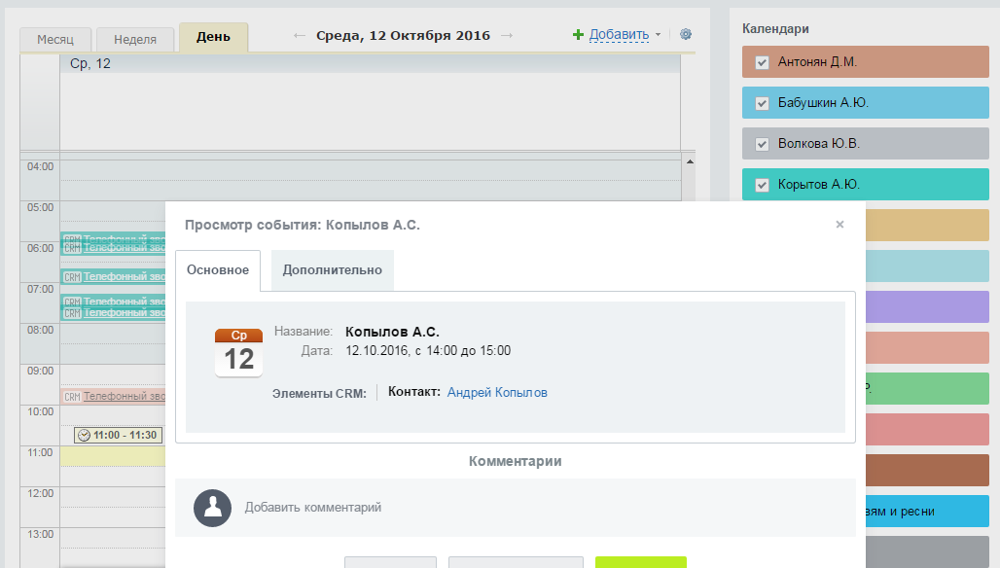 Месяц
Неделя
День
← Среда, 12 Октября 2016 →
Добавить
Календари
Ср, 12
Антонян Д.М.
Бабушкин А.Ю.
Волкова Ю.В.
Корытов А.Ю.
04:00
05:00
06:00
07:00
08:00
09:00
10:00
11:00
12:00
13:00
CRM Телефонный зво
CRM Телефонный зво
CRM Телефонный зво
CRM Телефонный зво
CRM Телефонный зво
CRM Телефонный зво
11:00 - 11:30
Просмотр события: Копылов А.С.
×
Основное
Дополнительно
Ср
12
Название: Копылов А.С.
Дата: 12.10.2016, с 14:00 до 15:00
Элементы CRM:
Контакт: Андрей Копылов
Комментарии
Добавить комментарий
вям и ресни